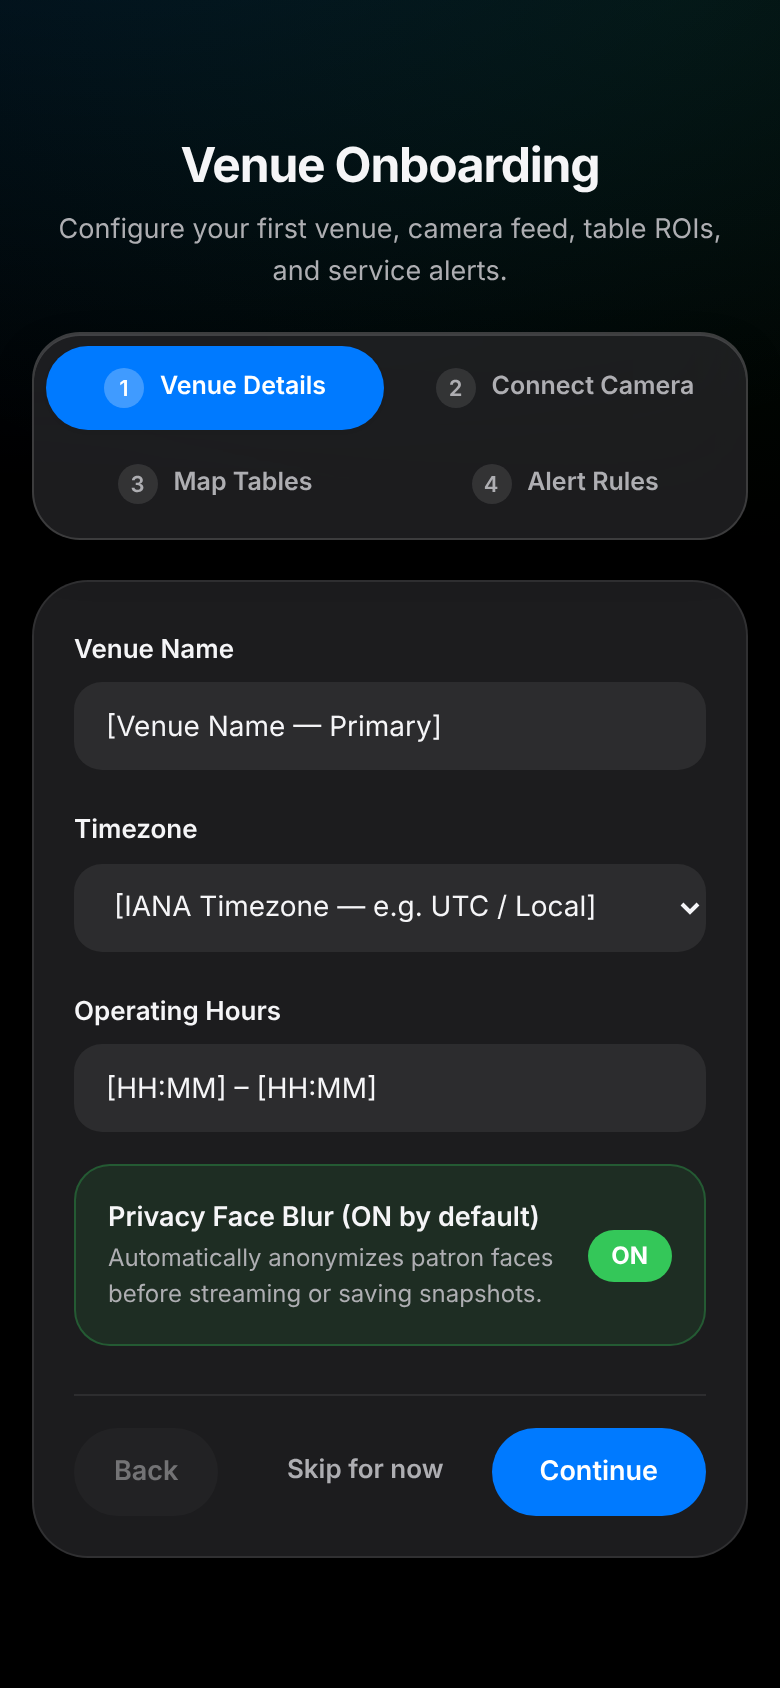 Venue Onboarding
Configure your first venue, camera feed, table ROIs,
and service alerts.
1 Venue Details
2 Connect Camera
3 Map Tables
4 Alert Rules
Venue Name
[Venue Name — Primary]
Timezone
[IANA Timezone — e.g. UTC / Local]
Operating Hours
[HH:MM] – [HH:MM]
Privacy Face Blur (ON by default)
Automatically anonymizes patron faces
before streaming or saving snapshots.
ON
Back
Skip for now
Continue